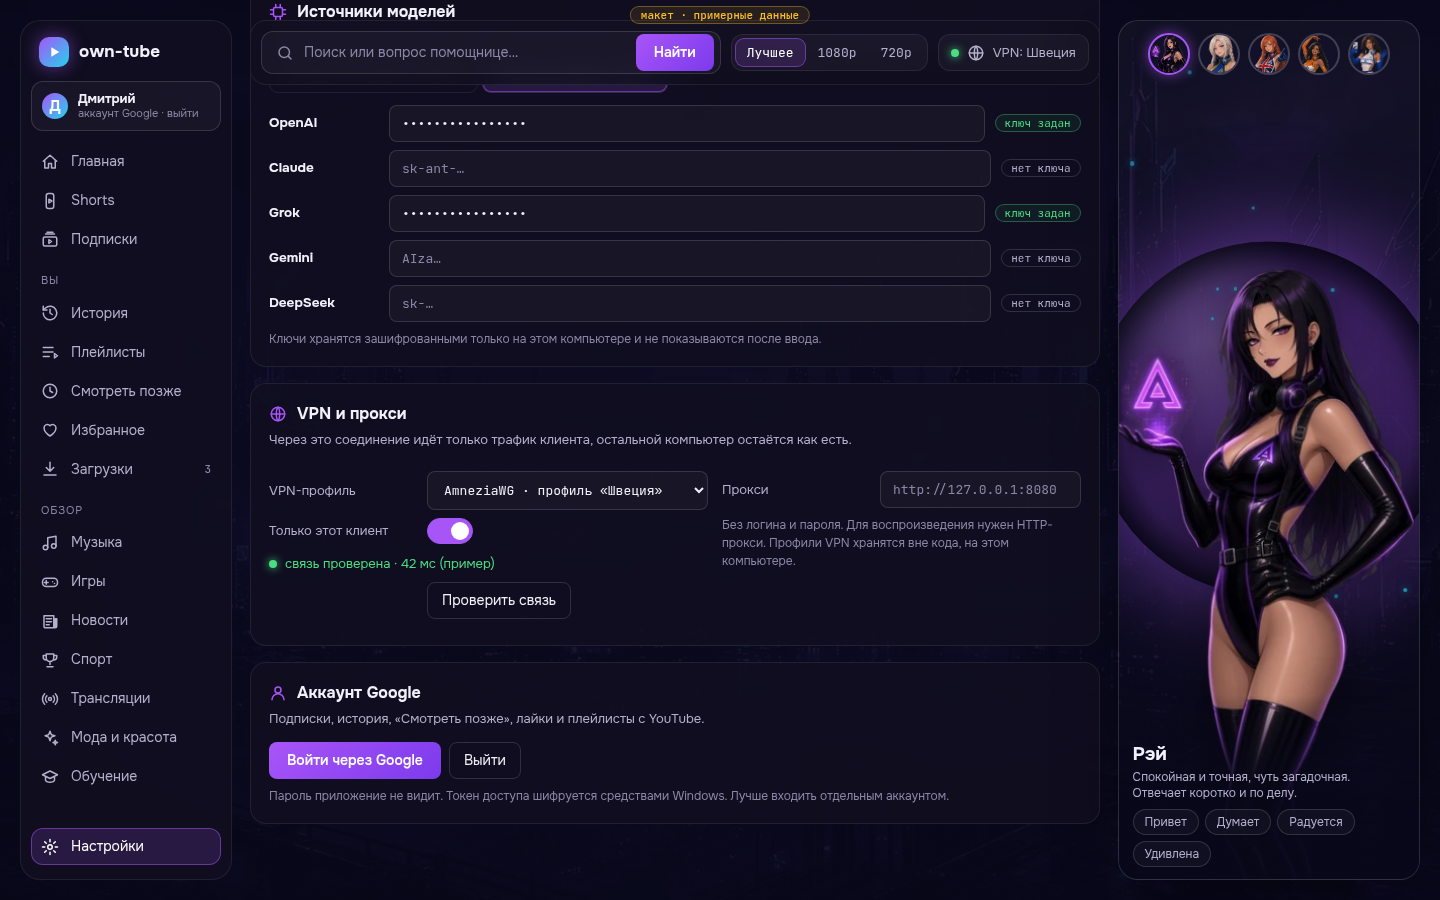 own-tube
Д
Дмитрий
аккаунт Google · выйти
Главная
Shorts
Подписки
ВЫ
История
Плейлисты
Смотреть позже
Избранное
Загрузки 3
ОБЗОР
Музыка
Игры
Новости
Спорт
Трансляции
Мода и красота
Обучение
Настройки
Источники моделей
макет · примерные данные
Поиск или вопрос помощнице…
Найти
Лучшее 1080p 720p
VPN: Швеция
OpenAI •••••••••••••••• ключ задан
Claude sk-ant-… нет ключа
Grok •••••••••••••••• ключ задан
Gemini AIza… нет ключа
DeepSeek sk-… нет ключа
Ключи хранятся зашифрованными только на этом компьютере и не показываются после ввода.
VPN и прокси
Через это соединение идёт только трафик клиента, остальной компьютер остаётся как есть.
VPN-профиль AmneziaWG · профиль «Швеция»
Только этот клиент
связь проверена · 42 мс (пример)
Проверить связь
Прокси http://127.0.0.1:8080
Без логина и пароля. Для воспроизведения нужен HTTP-
прокси. Профили VPN хранятся вне кода, на этом
компьютере.
Аккаунт Google
Подписки, история, «Смотреть позже», лайки и плейлисты с YouTube.
Войти через Google Выйти
Пароль приложение не видит. Токен доступа шифруется средствами Windows. Лучше входить отдельным аккаунтом.
Рэй
Спокойная и точная, чуть загадочная.
Отвечает коротко и по делу.
Привет Думает Радуется
Удивлена